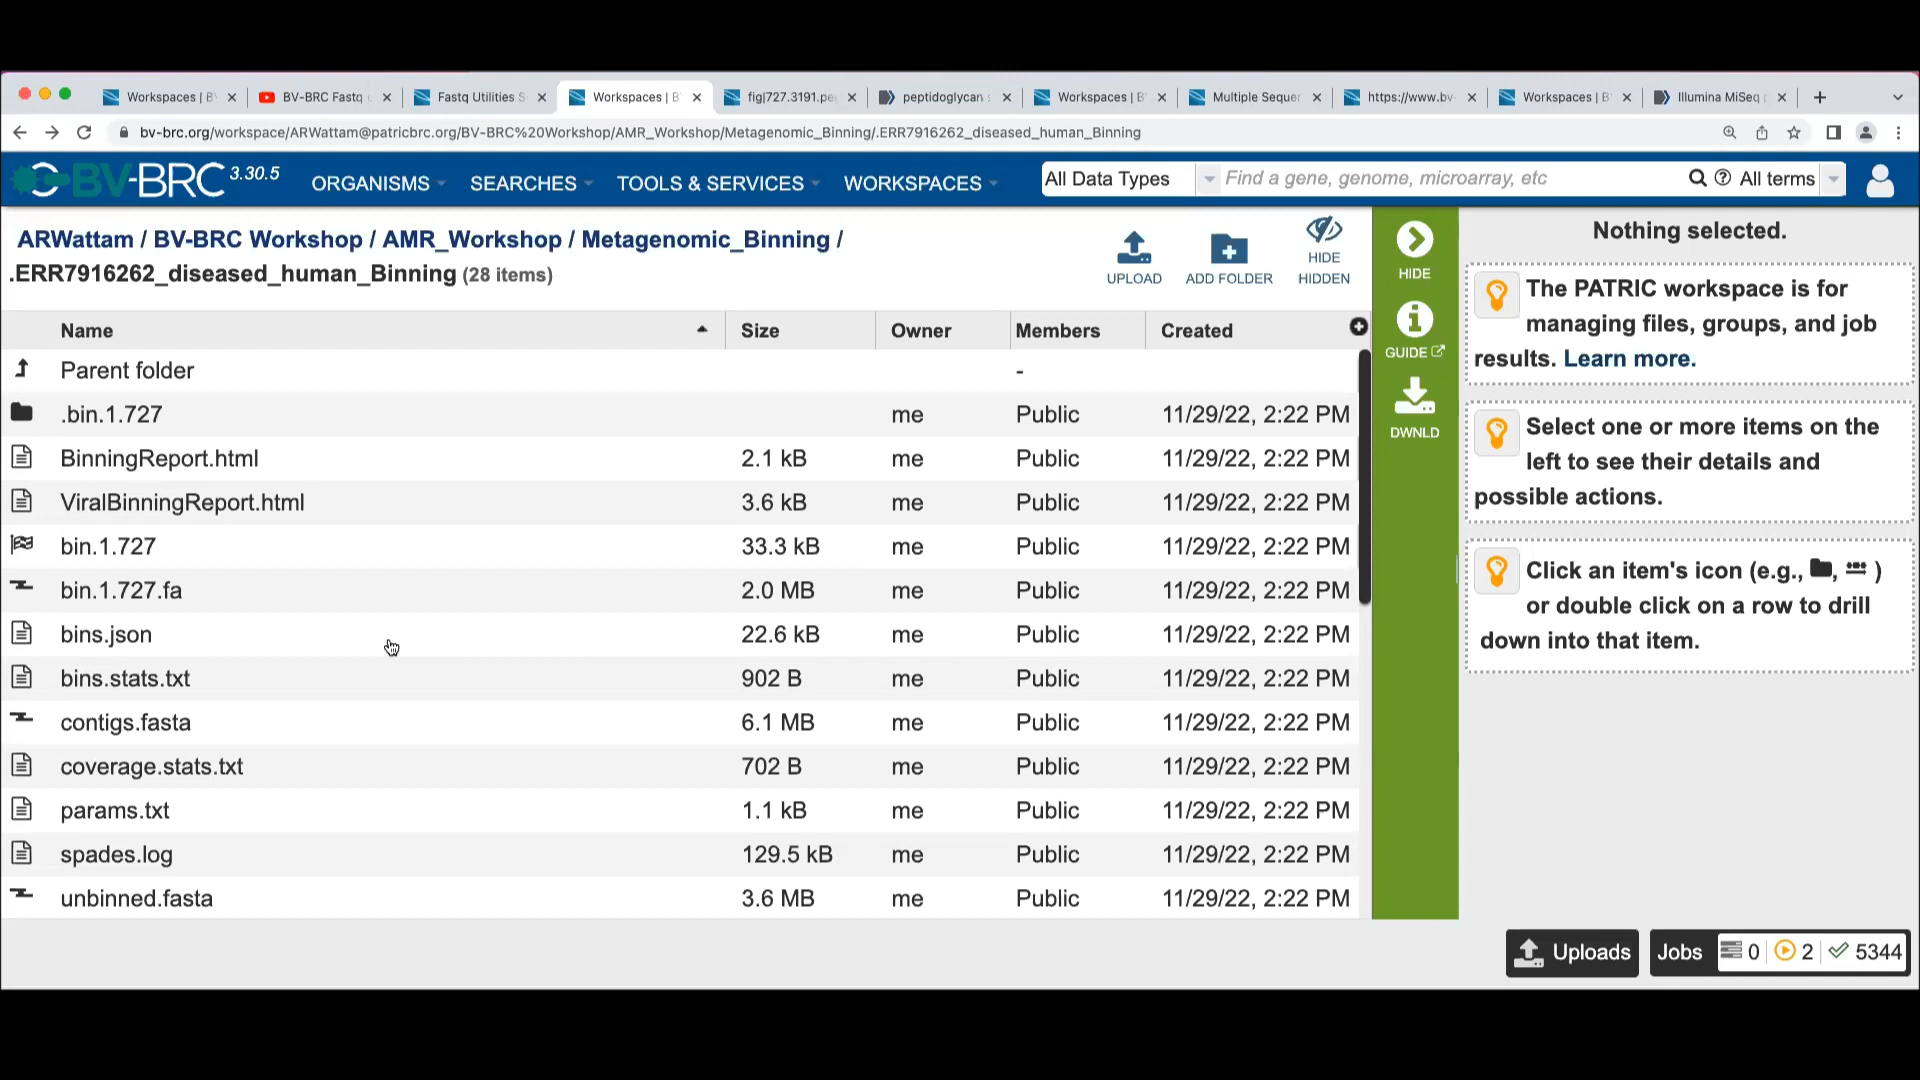 Workspaces | B
BV-BRC Fastq
Fastq Utilities S
Workspaces | B
fig|727.3191.pe
peptidoglycan
Workspaces | B
Multiple Sequer
https://www.bv-
Workspaces | B
Illumina MiSeq
bv-brc.org/workspace/ARWattam@patricbrc.org/BV-BRC%20Workshop/AMR_Workshop/Metagenomic_Binning/.ERR7916262_diseased_human_Binning
BV-BRC 3.30.5
ORGANISMS
SEARCHES
TOOLS & SERVICES
WORKSPACES
All Data Types
Find a gene, genome, microarray, etc
All terms
ARWattam / BV-BRC Workshop / AMR_Workshop / Metagenomic_Binning /
.ERR7916262_diseased_human_Binning (28 items)
UPLOAD
ADD FOLDER
HIDE
HIDDEN
Name Size Owner Members Created
Parent folder -
.bin.1.727 me Public 11/29/22, 2:22 PM
BinningReport.html 2.1 kB me Public 11/29/22, 2:22 PM
ViralBinningReport.html 3.6 kB me Public 11/29/22, 2:22 PM
bin.1.727 33.3 kB me Public 11/29/22, 2:22 PM
bin.1.727.fa 2.0 MB me Public 11/29/22, 2:22 PM
bins.json 22.6 kB me Public 11/29/22, 2:22 PM
bins.stats.txt 902 B me Public 11/29/22, 2:22 PM
contigs.fasta 6.1 MB me Public 11/29/22, 2:22 PM
coverage.stats.txt 702 B me Public 11/29/22, 2:22 PM
params.txt 1.1 kB me Public 11/29/22, 2:22 PM
spades.log 129.5 kB me Public 11/29/22, 2:22 PM
unbinned.fasta 3.6 MB me Public 11/29/22, 2:22 PM
HIDE
GUIDE
DWNLD
Nothing selected.
The PATRIC workspace is for
managing files, groups, and job
results. Learn more.
Select one or more items on the
left to see their details and
possible actions.
Click an item's icon (e.g., , )
or double click on a row to drill
down into that item.
Uploads
Jobs 0 2 5344